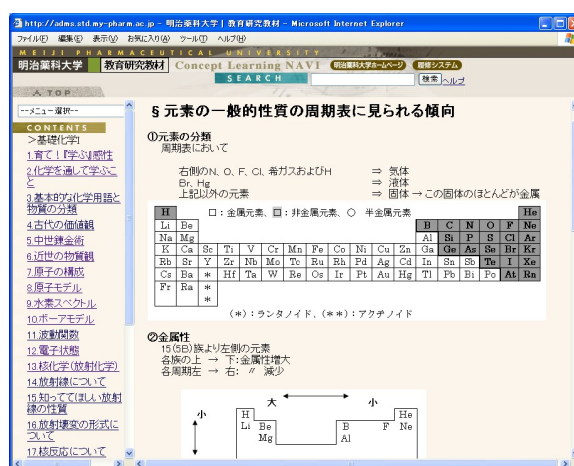 http://adms.std.my-pharm.ac.jp - 明治薬科大学 | 教育研究教材 - Microsoft Internet Explorer
ファイル(F) 編集(E) 表示(V) お気に入り(A) ツール(T) ヘルプ(H)
MEIJI PHARMACEUTICAL UNIVERSITY
明治薬科大学 教育研究教材 Concept Learning NAVI 明治薬科大学ホームページ 履修システム
SEARCH 検索 ヘルプ
TOP
--メニュー選択--
CONTENTS
>基礎化学1
1.育て!『学ぶ』感性
2.化学を通して学ぶこと
3.基本的な化学用語と物質の分類
4.古代の価値観
5.中世錬金術
6.近世の物質観
7.原子の構成
8.原子モデル
9.水素スペクトル
10.ボーアモデル
11.波動関数
12.電子状態
13.核化学(放射化学)
14.放射線について
15.知っててほしい放射線の性質
16.放射壊変の形式について
17.核反応について
§元素の一般的性質の周期表に見られる傾向
①元素の分類
周期表において
右側のN, O, F, Cl, 希ガスおよびH ⇒ 気体
Br, Hg ⇒ 液体
上記以外の元素 ⇒ 固体 → この固体のほとんどが金属
H □:金属元素、□:非金属元素、○ 半金属元素 He
Li Be B C N O F Ne
Na Mg Al Si P S Cl Ar
K Ca Sc Ti V Cr Mn Fe Co Ni Cu Zn Ga Ge As Se Br Kr
Rb Sr Y Zr Nb Mo Tc Ru Rh Pd Ag Cd In Sn Sb Te I Xe
Cs Ba * Hf Ta W Re Os Ir Pt Au Hg Tl Pb Bi Po At Rn
Fr Ra *
*
(*):ランタノイド, (**):アクチノイド
②金属性
15(5B)族より左側の元素
各族の上 → 下:金属性増大
各周期左 → 右: 〃 減少
大 小
小 H He
Li Be B F Ne
Mg Al